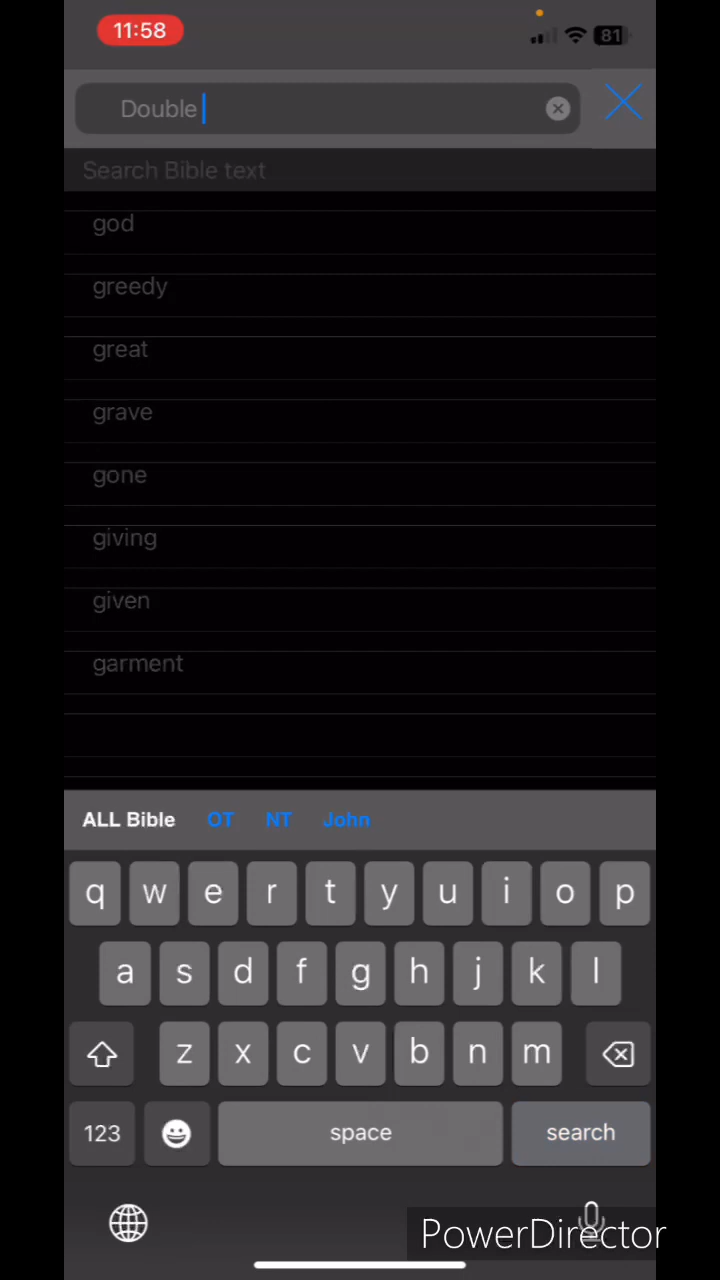 11:58
81
Double
Search Bible text
god
greedy
great
grave
gone
giving
given
garment
ALL Bible OT NT John
q w e r t y u i o p
a s d f g h j k l
z x c v b n m
123 space search
PowerDirector